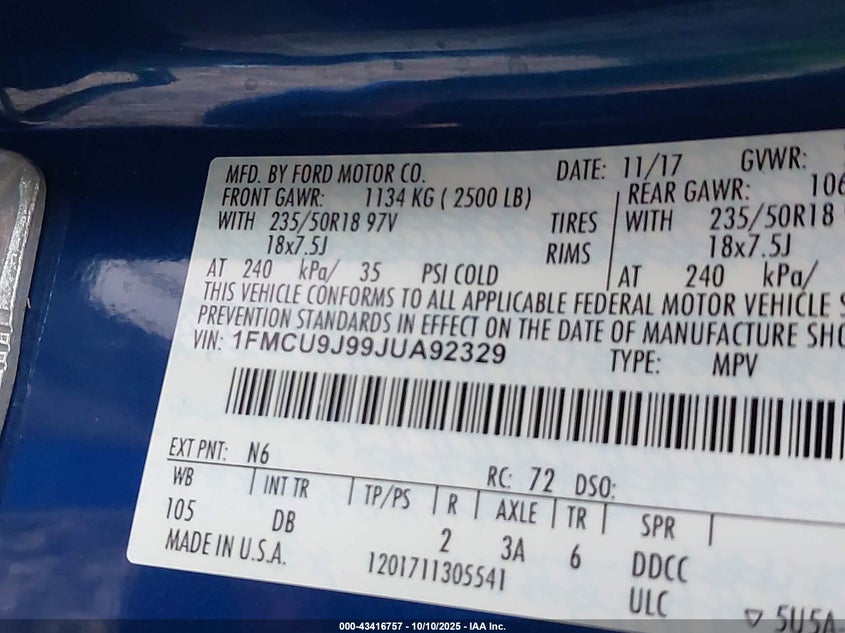 MFD. BY FORD MOTOR CO. DATE: 11/17 GVWR:
FRONT GAWR: 1134 KG ( 2500 LB) REAR GAWR: 106
WITH 235/50R18 97V TIRES WITH 235/50R18
18x7.5J RIMS 18x7.5J
AT 240 kPa/ 35 PSI COLD AT 240 kPa/
THIS VEHICLE CONFORMS TO ALL APPLICABLE FEDERAL MOTOR VEHICLE S
PREVENTION STANDARDS IN EFFECT ON THE DATE OF MANUFACTURE SHO
VIN: 1FMCU9J99JUA92329 TYPE: MPV
EXT PNT: N6 RC: 72 DSO:
WB INT TR TP/PS R AXLE TR SPR
105 DB 2 3A 6 DDCC
MADE IN U.S.A. 1201711305541 ULC
▽ 5U5A
000-43416757 - 10/10/2025 - IAA Inc.